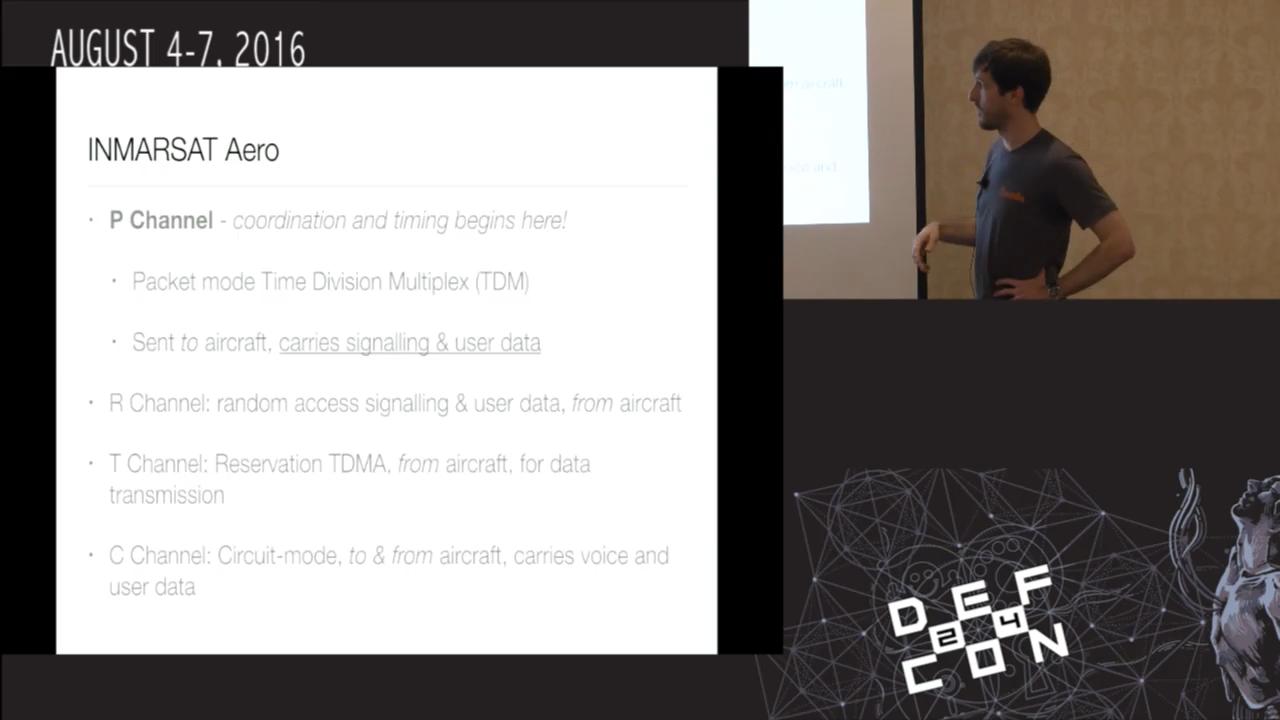 AUGUST 4-7, 2016
INMARSAT Aero
· P Channel - coordination and timing begins here!
· Packet mode Time Division Multiplex (TDM)
· Sent to aircraft, carries signalling & user data
· R Channel: random access signalling & user data, from aircraft
· T Channel: Reservation TDMA, from aircraft, for data
transmission
· C Channel: Circuit-mode, to & from aircraft, carries voice and
user data
aircraft
and
DEF
24
CON